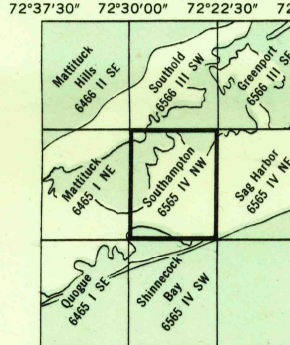 72°37'30" 72°30'00" 72°22'30" 72
Mattituck
Hills
6466 II SE
Southold
6566 III SW
Greenport
6566 III SE
Mattituck
6465 I NE
Southampton
6565 IV NW
Sag Harbor
6565 IV NE
Quogue
6465 I SE
Shinnecock
Bay
6565 IV SW